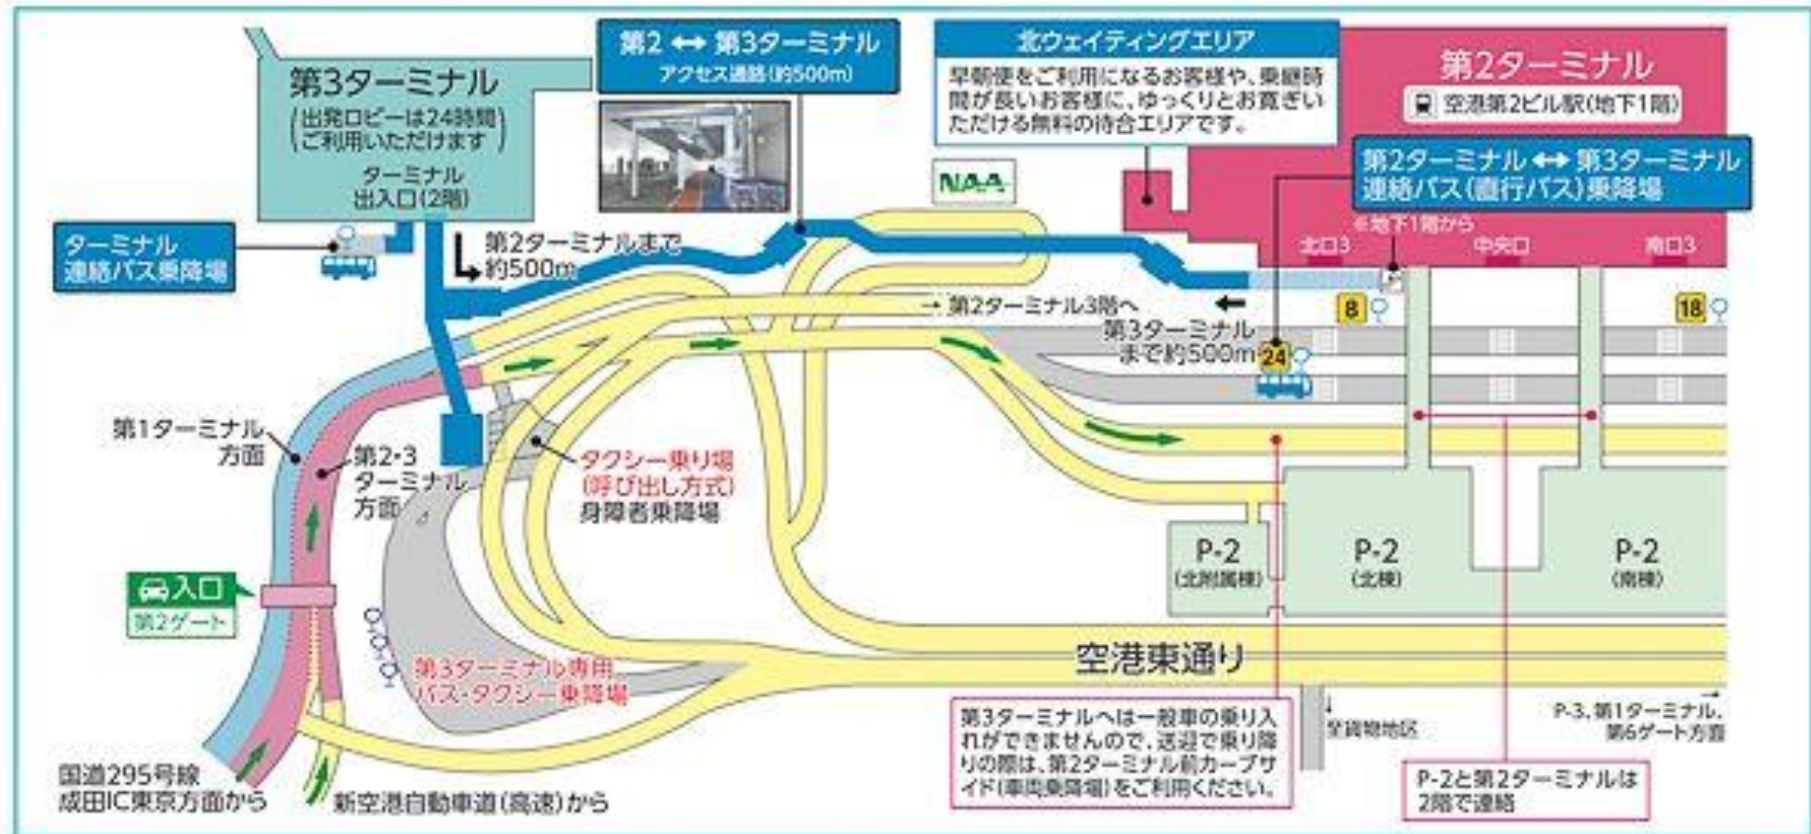 第3ターミナル
(出発ロビーは24時間
ご利用いただけます)
ターミナル
出入口(2階)
第2 ↔ 第3ターミナル
アクセス通路(約500m)
北ウェイティングエリア
早朝便をご利用になるお客様や、乗継時
間が長いお客様に、ゆっくりとお寛ぎい
ただける無料の待合エリアです。
第2ターミナル
空港第2ビル駅(地下1階)
第2ターミナル ↔ 第3ターミナル
連絡バス(直行バス)乗降場
※地下1階から
北口3
中央口
南口3
NAA
ターミナル
連絡バス乗降場
第2ターミナルまで
約500m
→ 第2ターミナル3階へ
第3ターミナル
まで約500m
8
18
24
第1ターミナル
方面
第2・3
ターミナル
方面
タクシー乗り場
(呼び出し方式)
身障者乗降場
入口
第2ゲート
第3ターミナル専用
バス・タクシー乗降場
P-2
(北附属棟)
P-2
(北棟)
P-2
(南棟)
空港東通り
国道295号線
成田IC東京方面から
新空港自動車道(高速)から
第3ターミナルへは一般車の乗り入
れができませんので、送迎で乗り降
りの際は、第2ターミナル前カーブサ
イド(車両乗降場)をご利用ください。
↓
至貨物地区
→
P-3、第1ターミナル、
第6ゲート方面
P-2と第2ターミナルは
2階で連絡